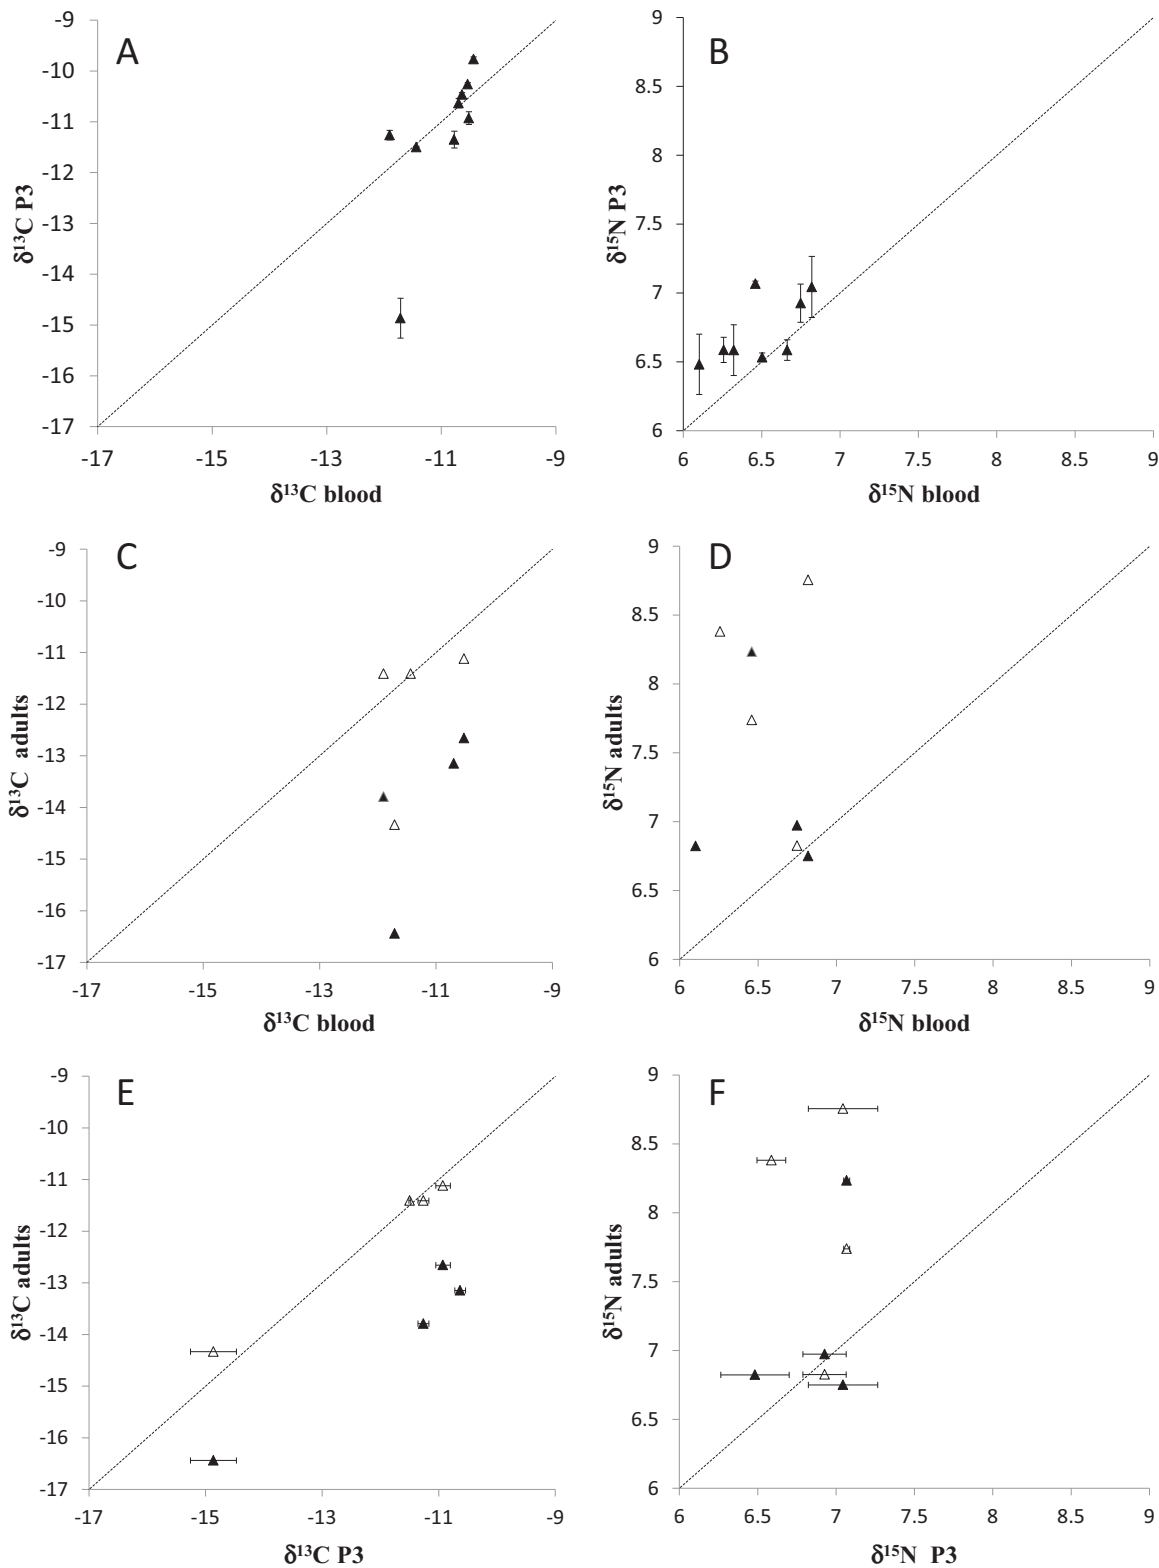 A
-9
-10
-11
-12
-13
-14
-15
-16
-17
δ¹³C P3
-17 -15 -13 -11 -9
δ¹³C blood
B
9
8.5
8
7.5
7
6.5
6
δ¹⁵N P3
6 6.5 7 7.5 8 8.5 9
δ¹⁵N blood
C
-9
-10
-11
-12
-13
-14
-15
-16
-17
δ¹³C adults
-17 -15 -13 -11 -9
δ¹³C blood
D
9
8.5
8
7.5
7
6.5
6
δ¹⁵N adults
6 6.5 7 7.5 8 8.5 9
δ¹⁵N blood
E
-9
-10
-11
-12
-13
-14
-15
-16
-17
δ¹³C adults
-17 -15 -13 -11 -9
δ¹³C P3
F
9
8.5
8
7.5
7
6.5
6
δ¹⁵N adults
6 6.5 7 7.5 8 8.5 9
δ¹⁵N P3